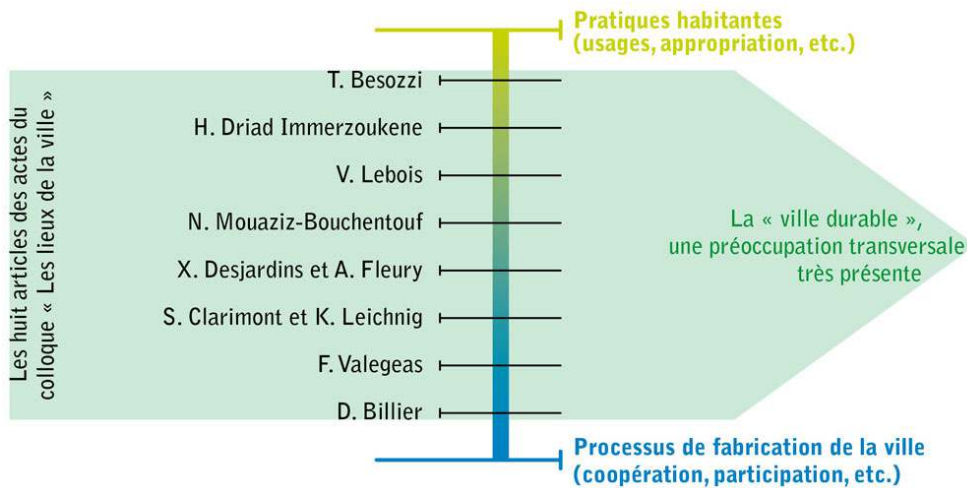 Pratiques habitantes
(usages, appropriation, etc.)
Les huit articles des actes du
colloque « Les lieux de la ville »
T. Besozzi
H. Driad Immerzoukene
V. Lebois
N. Mouaziz-Bouchentouf
X. Desjardins et A. Fleury
S. Clarimont et K. Leichnig
F. Valegeas
D. Billier
La « ville durable »,
une préoccupation transversale
très présente
Processus de fabrication de la ville
(coopération, participation, etc.)